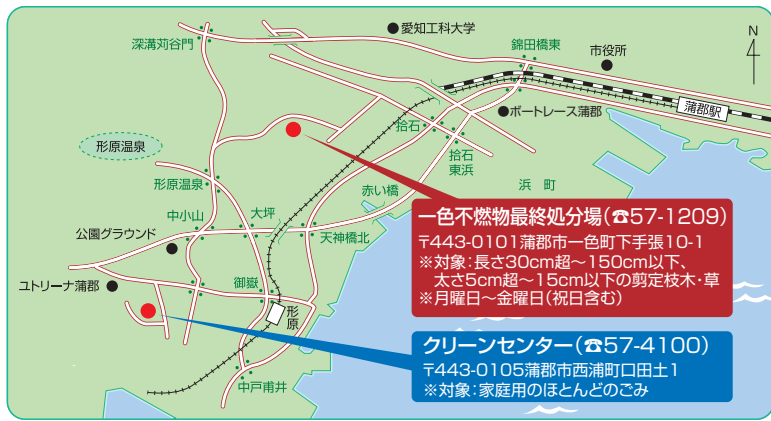 愛知工科大学
深溝苅谷門
錦田橋東
市役所
N
蒲郡駅
ボートレース蒲郡
拾石
拾石
東浜
形原温泉
形原温泉
赤い橋
浜町
中小山
大坪
公園グラウンド
天神橋北
御嶽
ユトリーナ蒲郡
形原
中戸甫井
一色不燃物最終処分場(☎57-1209)
〒443-0101蒲郡市一色町下手張10-1
※対象:長さ30cm超~150cm以下、
太さ5cm超~15cm以下の剪定枝木・草
※月曜日~金曜日(祝日含む)
クリーンセンター(☎57-4100)
〒443-0105蒲郡市西浦町口田土1
※対象:家庭用のほとんどのごみ